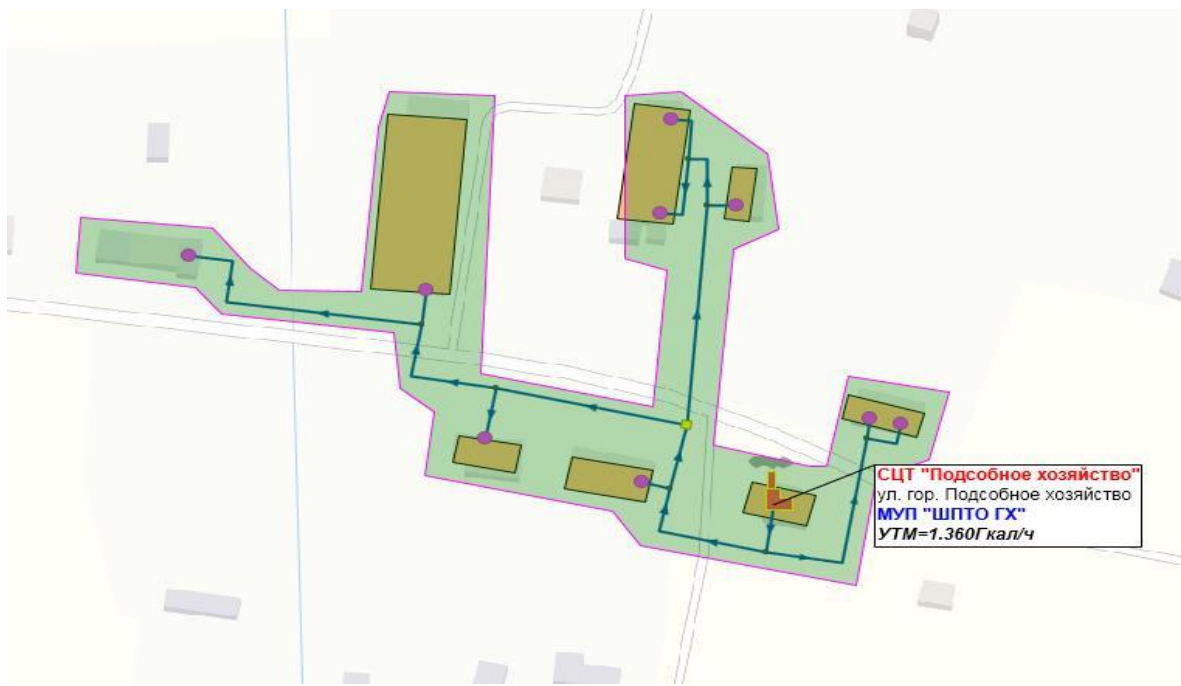 СЦТ "Подсобное хозяйство"
ул. гор. Подсобное хозяйство
МУП "ШПТО ГХ"
УТМ=1.360Гкал/ч